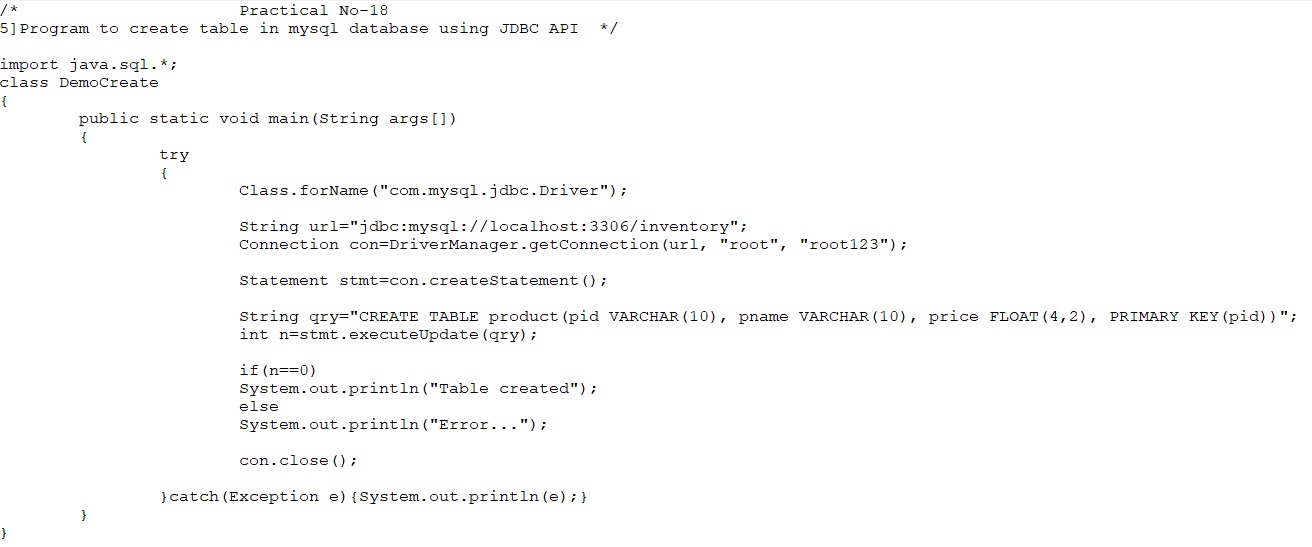 /*                      Practical No-18
5]Program to create table in mysql database using JDBC API  */
import java.sql.*;
class DemoCreate
{
        public static void main(String args[])
        {
                try
                {
                        Class.forName("com.mysql.jdbc.Driver");
                        String url="jdbc:mysql://localhost:3306/inventory";
                        Connection con=DriverManager.getConnection(url, "root", "root123");
                        Statement stmt=con.createStatement();
                        String qry="CREATE TABLE product(pid VARCHAR(10), pname VARCHAR(10), price FLOAT(4,2), PRIMARY KEY(pid))";
                        int n=stmt.executeUpdate(qry);
                        if(n==0)
                        System.out.println("Table created");
                        else
                        System.out.println("Error...");
                        con.close();
                }catch(Exception e){System.out.println(e);}
        }
}